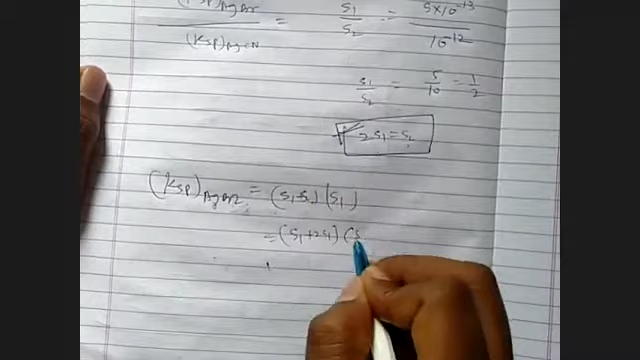 (Ksp)AgBr / (Ksp)AgCN = S1 / S2 = 5×10^-13 / 10^-12
S1 / S2 = 5 / 10 = 1 / 2
2S1 = S2
(Ksp)AgBr = (S1+S2) (S1)
= (S1+2S1) (S